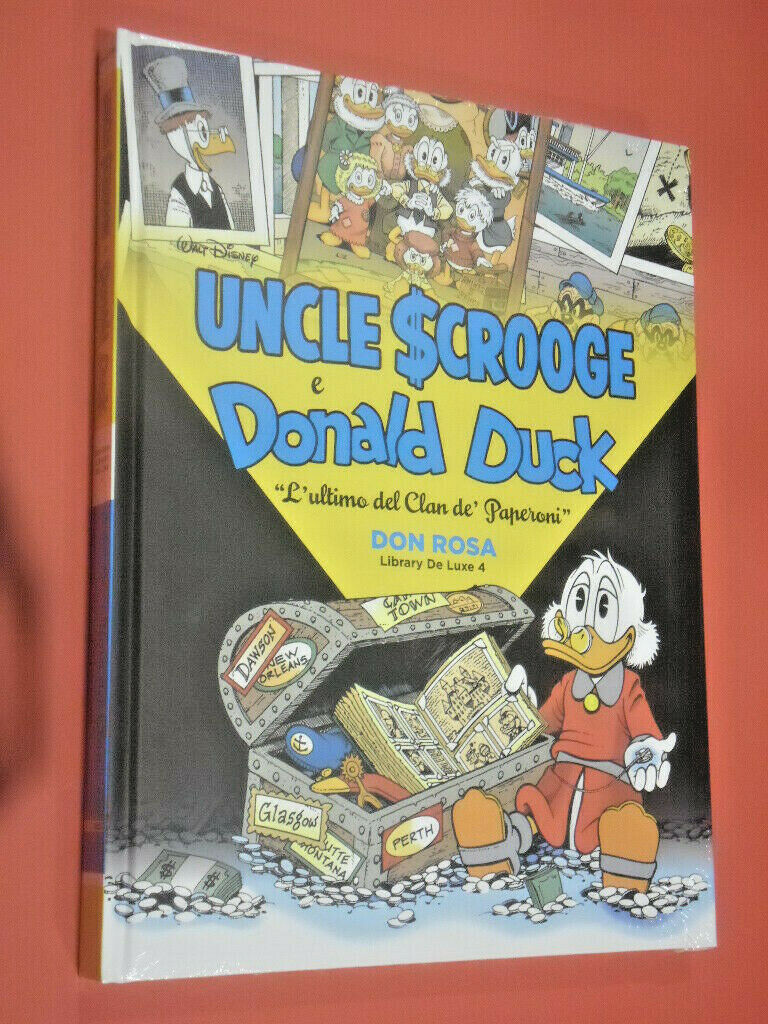 WALT DISNEY
UNCLE $CROOGE
e
Donald Duck
"L'ultimo del Clan de' Paperoni"
DON ROSA
Library De Luxe 4
TOWN
DAWSON
NEW
ORLEANS
Glasgow
MONTANA
PERTH